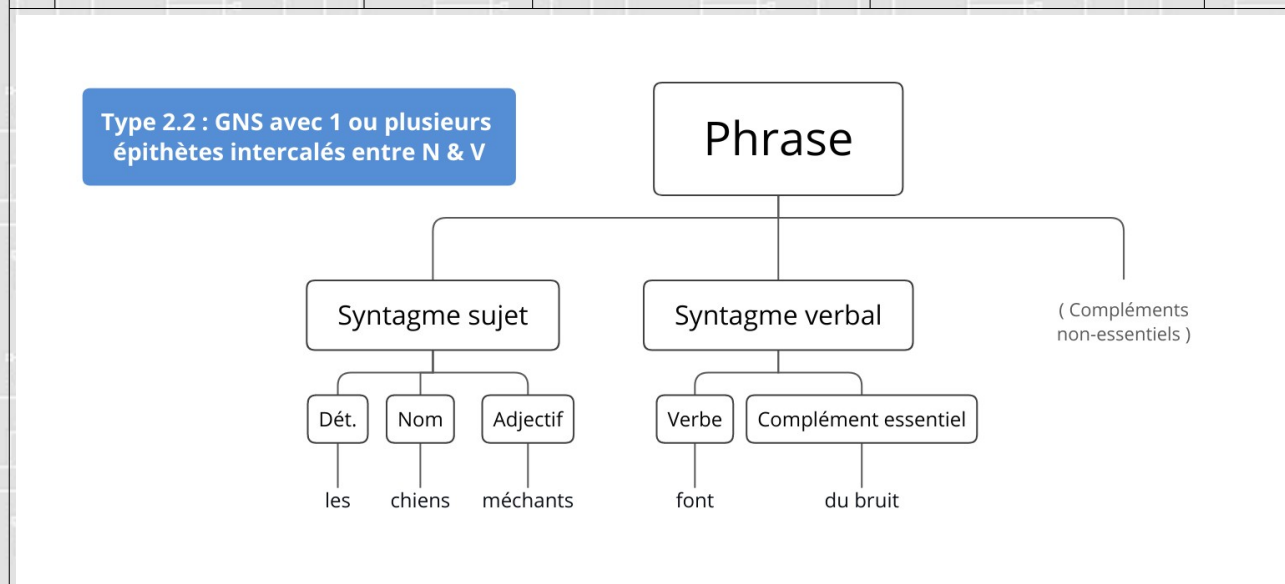 Type 2.2 : GNS avec 1 ou plusieurs
épithètes intercalés entre N & V
Phrase
Syntagme sujet
Syntagme verbal
( Compléments
non-essentiels )
Dét.
Nom
Adjectif
Verbe
Complément essentiel
les
chiens
méchants
font
du bruit